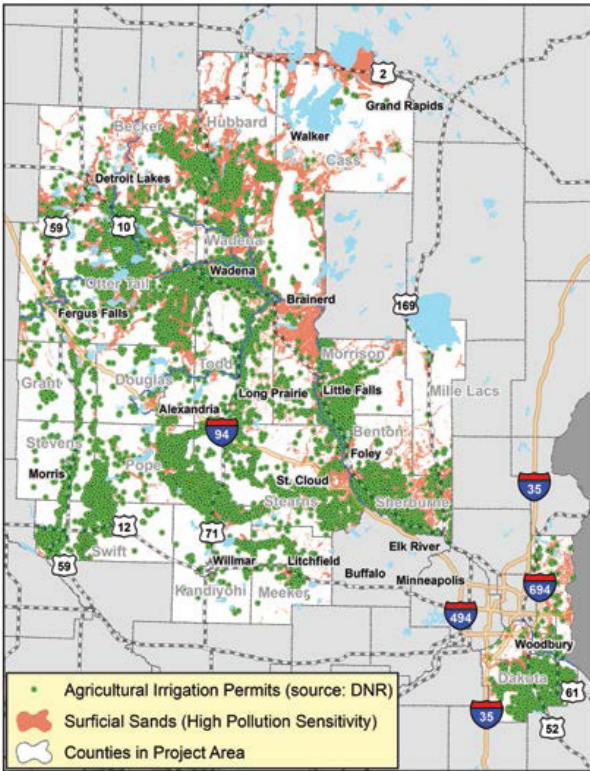 2
Grand Rapids
Hubbard
Becker
Walker
Cass
Detroit Lakes
59
10
Wadena
Wadena
Otter Tail
169
Brainerd
Fergus Falls
Morrison
Todd
Mille Lacs
Grant
Douglas
Long Prairie
Little Falls
Alexandria
Benton
94
Stevens
Foley
Morris
Pope
St. Cloud
35
Stearns
Sherburne
12
71
Elk River
59
Swift
Willmar
Litchfield
Buffalo
Minneapolis
694
Kandiyohi
Meeker
494
Woodbury
Dakota
61
35
52
Agricultural Irrigation Permits (source: DNR)
Surficial Sands (High Pollution Sensitivity)
Counties in Project Area